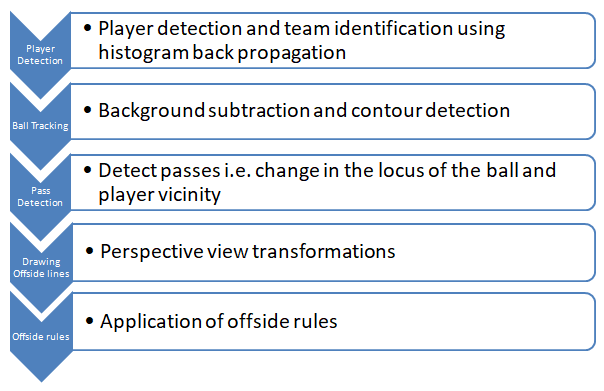 Player
Detection
• Player detection and team identification using
histogram back propagation
Ball Tracking
• Background subtraction and contour detection
Pass
Detection
• Detect passes i.e. change in the locus of the ball and
player vicinity
Drawing
Offside lines
• Perspective view transformations
Offside rules
• Application of offside rules